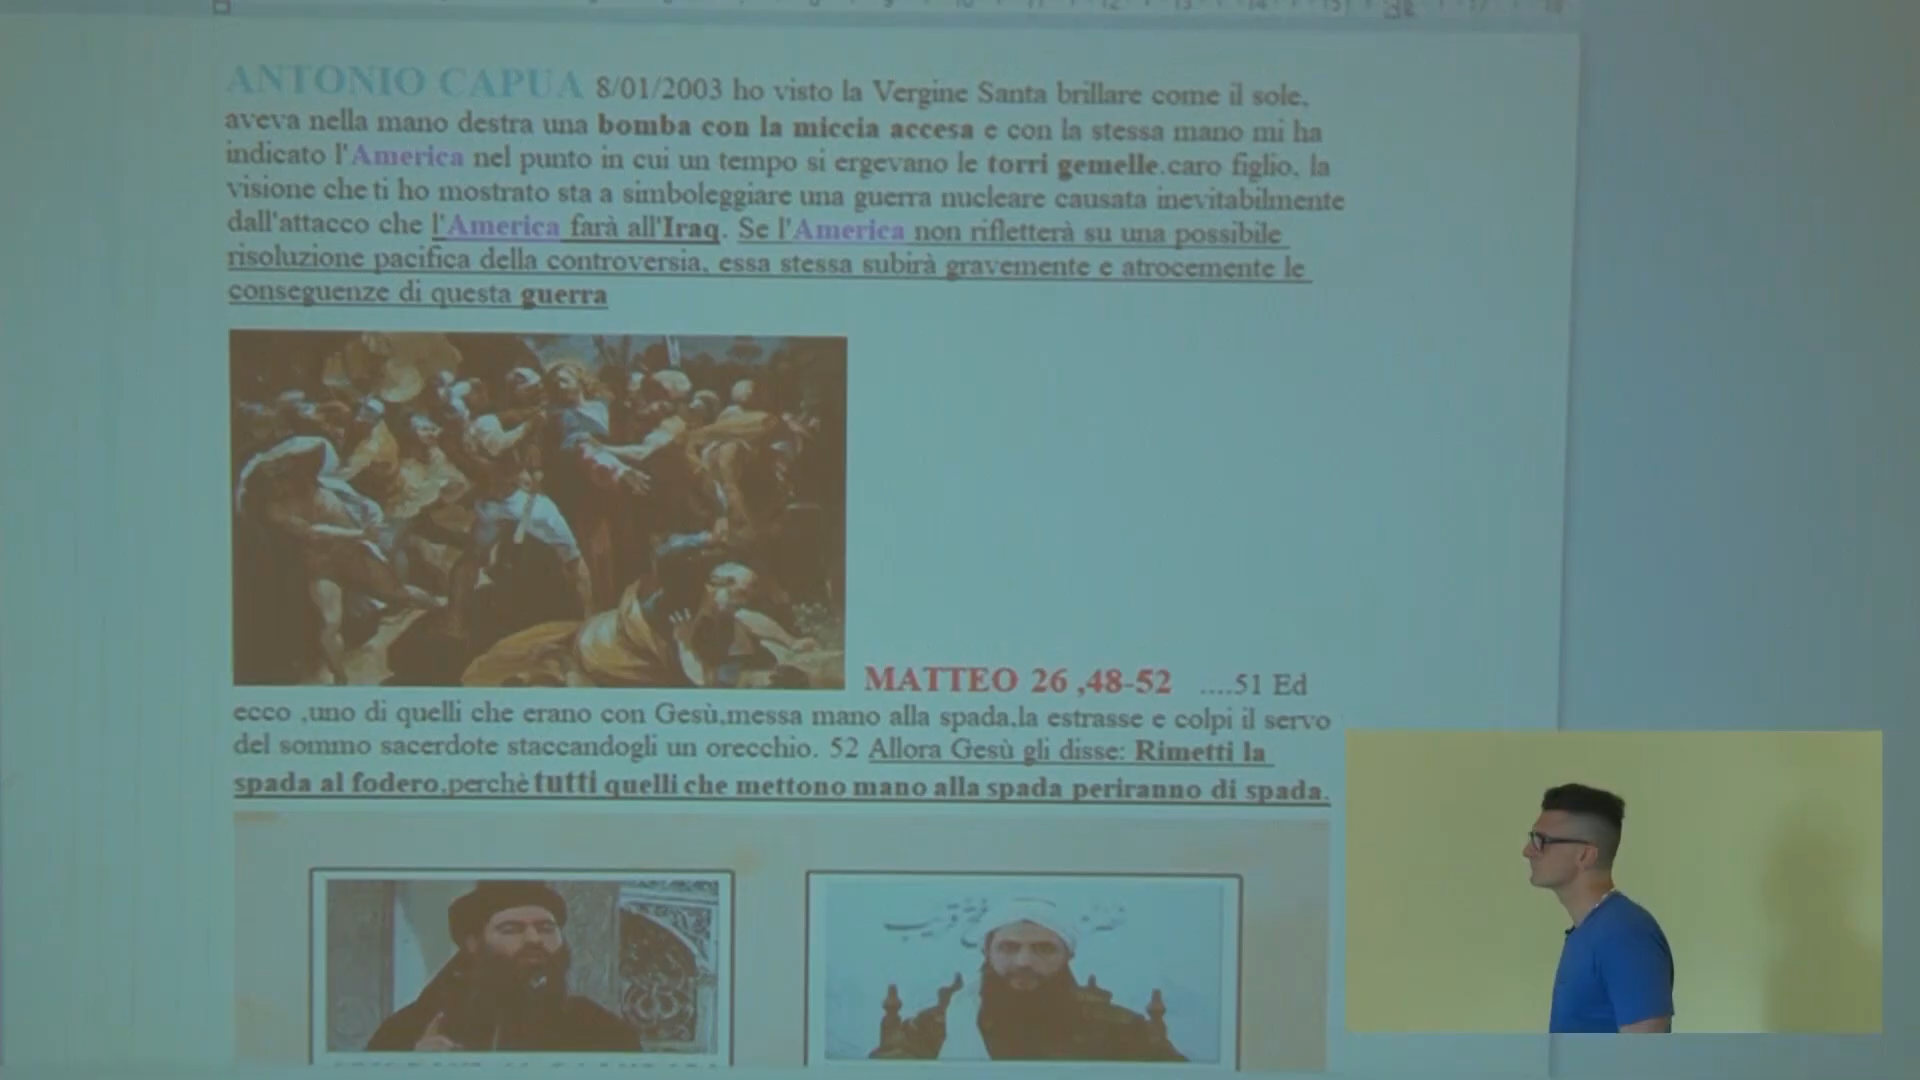 ANTONIO CAPUA 8/01/2003 ho visto la Vergine Santa brillare come il sole,
aveva nella mano destra una bomba con la miccia accesa e con la stessa mano mi ha
indicato l'America nel punto in cui un tempo si ergevano le torri gemelle.caro figlio, la
visione che ti ho mostrato sta a simboleggiare una guerra nucleare causata inevitabilmente
dall'attacco che l'America farà all'Iraq. Se l'America non rifletterà su una possibile
risoluzione pacifica della controversia, essa stessa subirà gravemente e atrocemente le
conseguenze di questa guerra
MATTEO 26 ,48-52 ....51 Ed
ecco ,uno di quelli che erano con Gesù,messa mano alla spada,la estrasse e colpi il servo
del sommo sacerdote staccandogli un orecchio. 52 Allora Gesù gli disse: Rimetti la
spada al fodero,perchè tutti quelli che mettono mano alla spada periranno di spada.